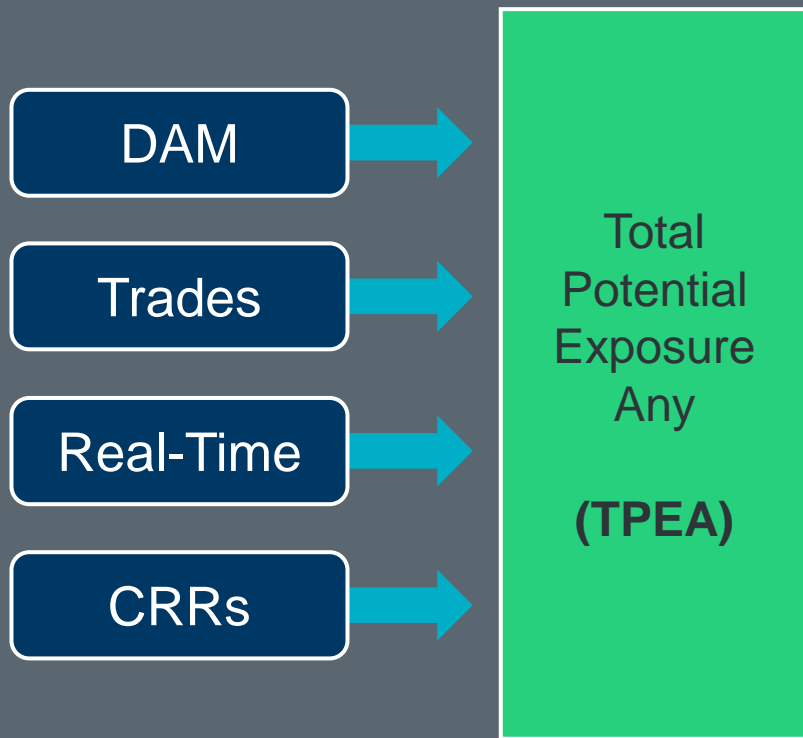 DAM
Trades
Real-Time
CRRs
Total
Potential
Exposure
Any
(TPEA)